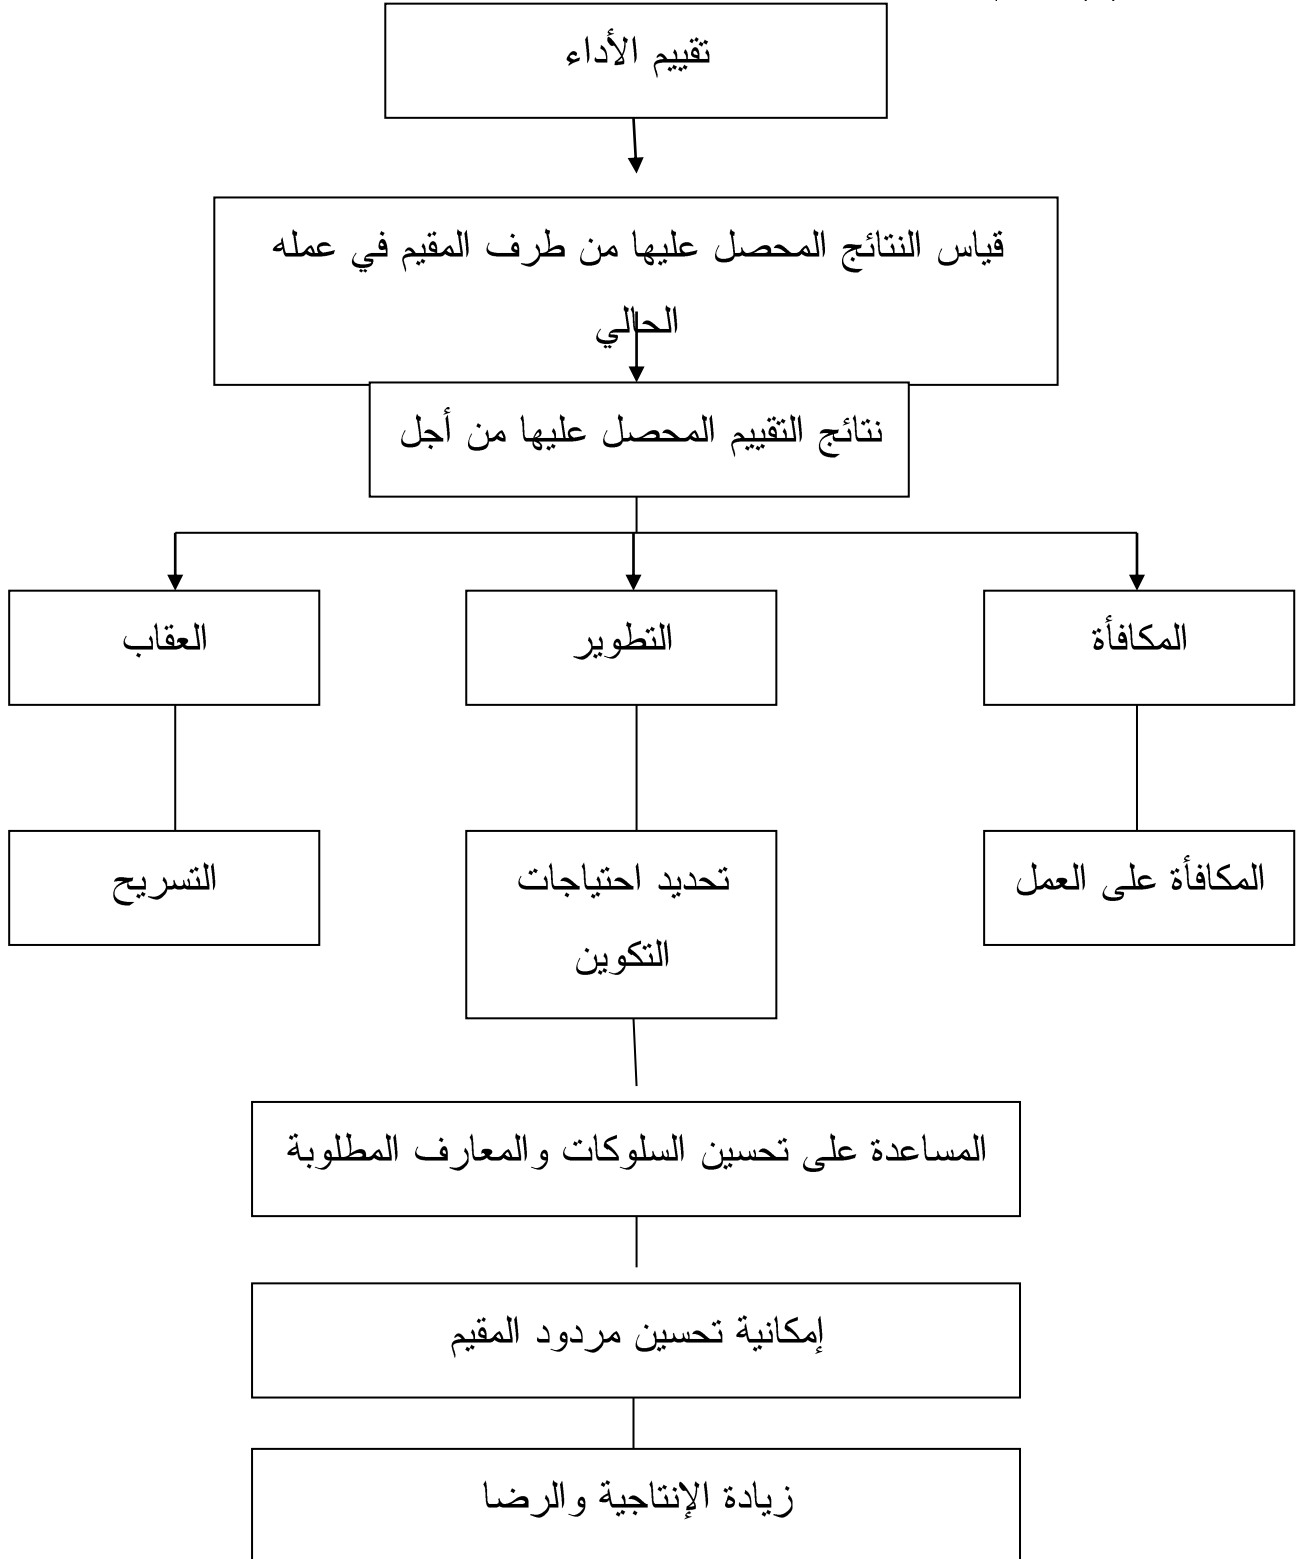 تقييم الأداء
قياس النتائج المحصل عليها من طرف المقيم في عمله
الحالي
نتائج التقييم المحصل عليها من أجل
المكافأة
التطوير
العقاب
المكافأة على العمل
تحديد احتياجات
التكوين
التسريح
المساعدة على تحسين السلوكات والمعارف المطلوبة
إمكانية تحسين مردود المقيم
زيادة الإنتاجية والرضا